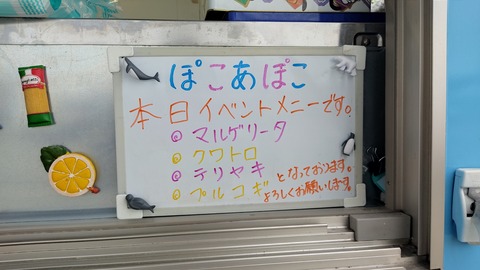 ぽこあぽこ
本日イベントメニーです。
◎マルゲリータ
◎クワトロ
◎テリヤキ
◎プルコギ
となっております。
よろしくお願いします。